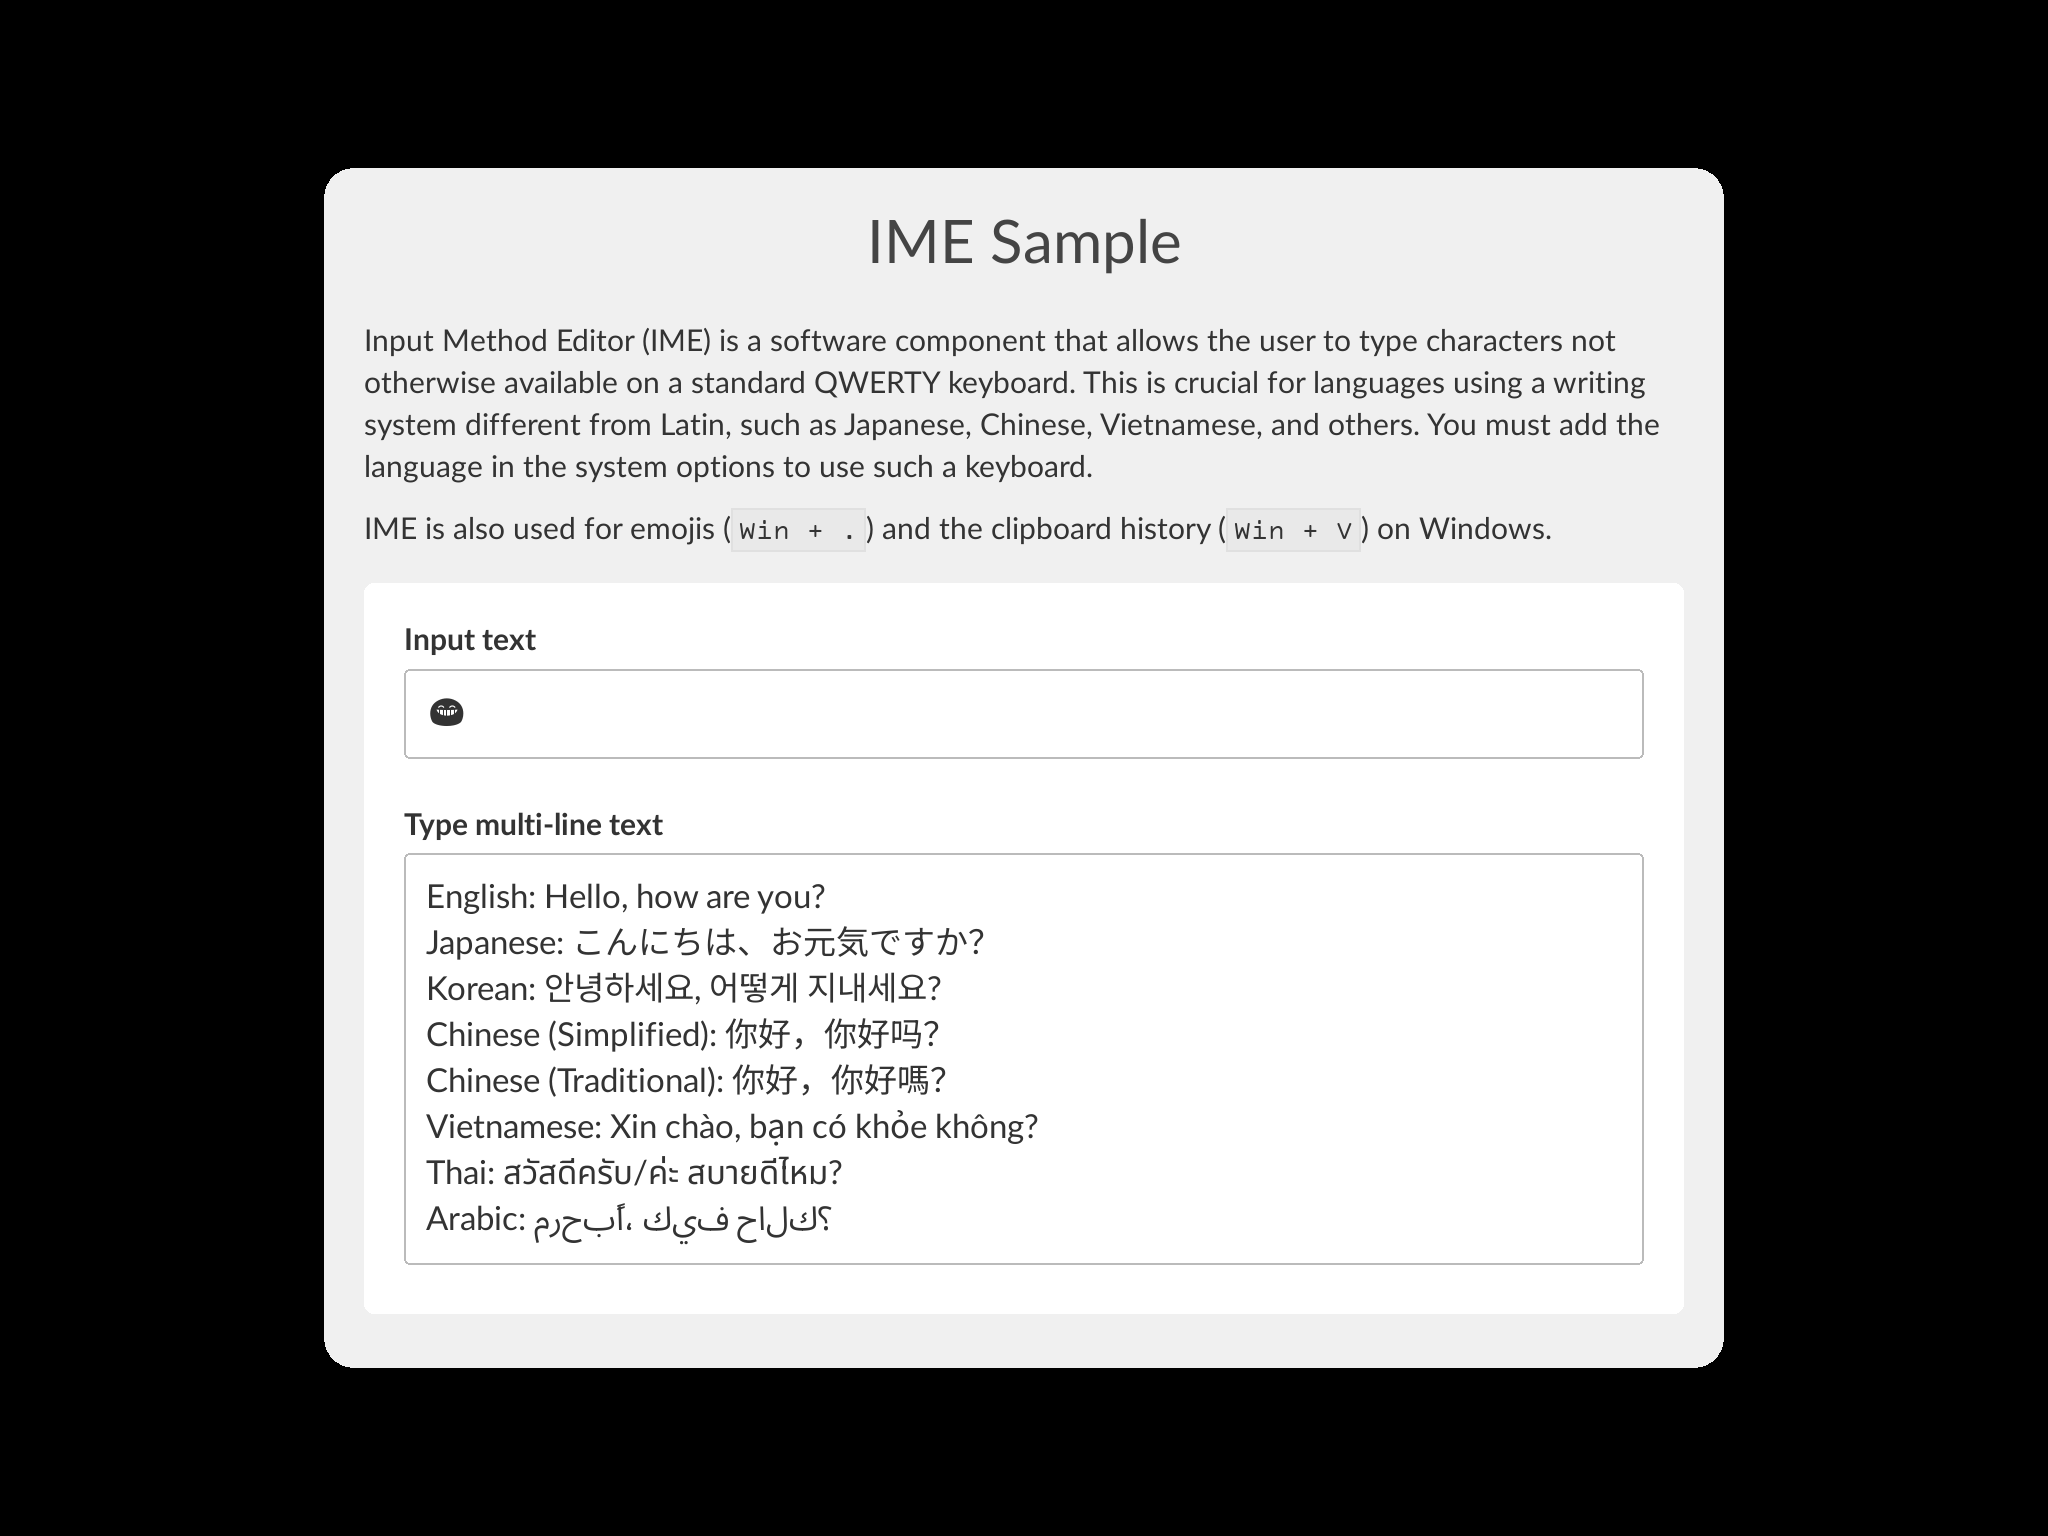 IME Sample
Input Method Editor (IME) is a software component that allows the user to type characters not
otherwise available on a standard QWERTY keyboard. This is crucial for languages using a writing
system different from Latin, such as Japanese, Chinese, Vietnamese, and others. You must add the
language in the system options to use such a keyboard.
IME is also used for emojis (Win + .) and the clipboard history (Win + V) on Windows.
Input text
😁
Type multi-line text
English: Hello, how are you?
Japanese: こんにちは、お元気ですか?
Korean: 안녕하세요, 어떻게 지내세요?
Chinese (Simplified): 你好，你好吗?
Chinese (Traditional): 你好，你好嗎?
Vietnamese: Xin chào, bạn có khỏe không?
Thai: สวัสดีครับ/ค่ะ สบายดีไหม?
Arabic: مرحباً، كيف حالك؟